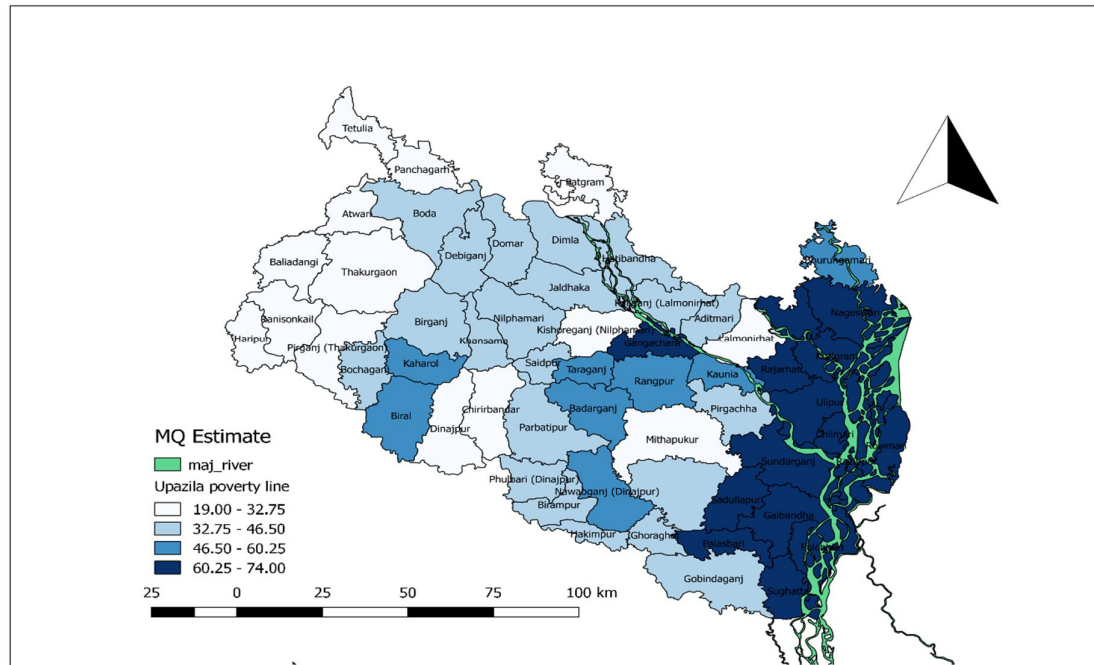 Tetulia
Panchagarh
Patgram
Atwari
Boda
Dimla
Domar
Debiganj
Hatibandha
Baliadangi
Thakurgaon
Jaldhaka
Kaliganj (Lalmonirhat)
Aditmari
Nageswari
Ranisonkail
Birganj
Nilphamari
Kishoreganj (Nilphamari)
Lalmonirhat
Haripur
Pirganj (Thakurgaon)
Khansama
Gangachara
Bochaganj
Kaharol
Saidpur
Taraganj
Rangpur
Kaunia
Rajarhat
Biral
Dinajpur
Chirirbandar
Badarganj
Pirgachha
Ulipur
Parbatipur
Mithapukur
Chilmari
Sundarganj
Phulbari (Dinajpur)
Nawabganj (Dinajpur)
Sadullapur
Birampur
Gaibandha
Hakimpur
Ghoraghat
Palasbari
Gobindaganj
Sughatta
MQ Estimate
maj_river
Upazila poverty line
19.00 - 32.75
32.75 - 46.50
46.50 - 60.25
60.25 - 74.00
25 0 25 50 75 100 km